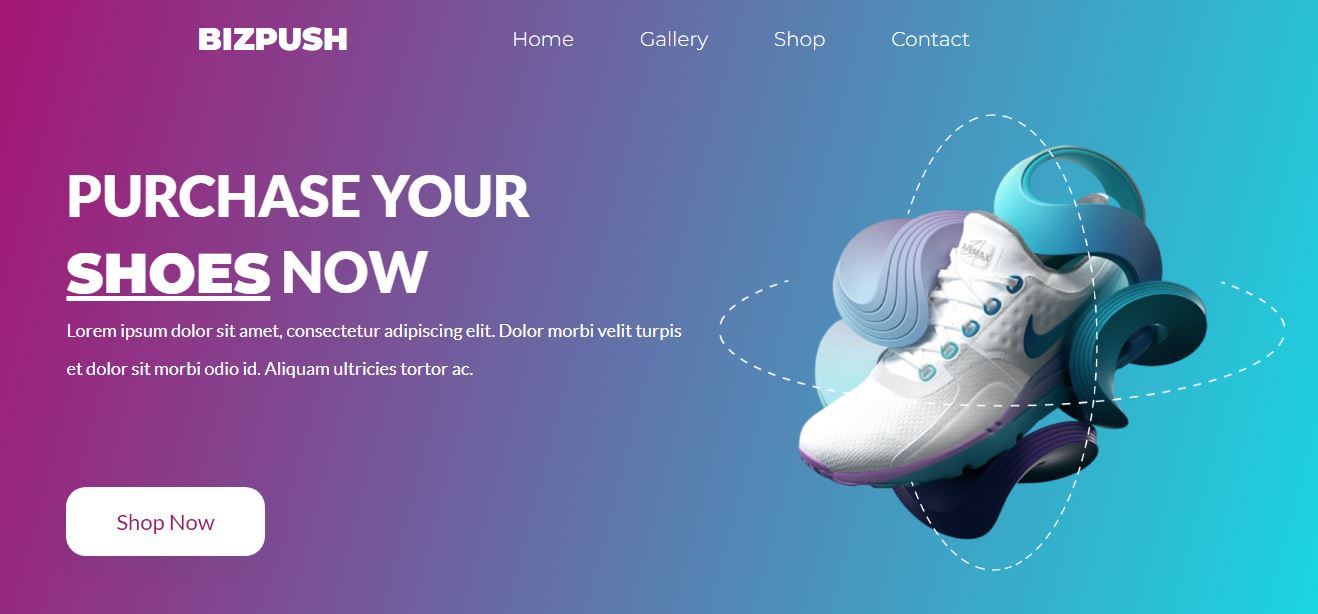 BIZPUSH
Home Gallery Shop Contact
PURCHASE YOUR
SHOES NOW
Lorem ipsum dolor sit amet, consectetur adipiscing elit. Dolor morbi velit turpis
et dolor sit morbi odio id. Aliquam ultricies tortor ac.
Shop Now